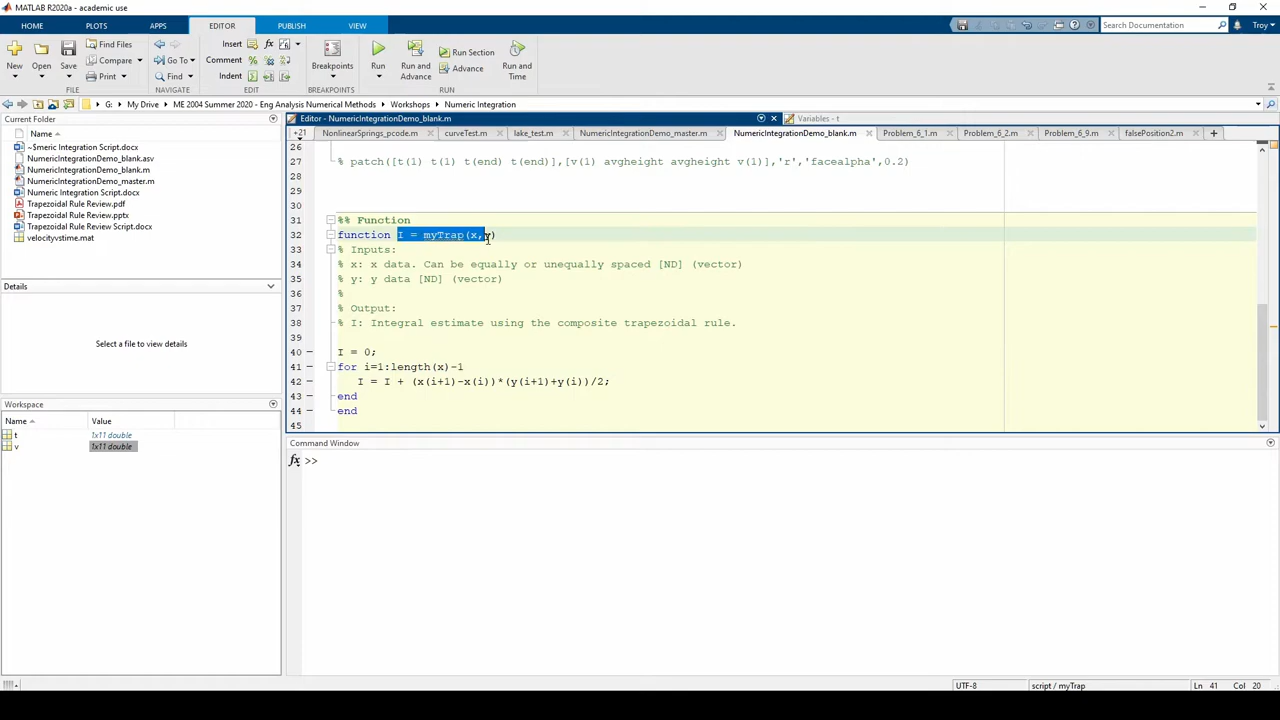 MATLAB R2020a - academic use
HOME PLOTS APPS EDITOR PUBLISH VIEW
Search Documentation Troy
New Open Save Find Files Compare Print
Go To Find
Insert fx
Comment
Indent
Breakpoints Run Run and Advance Run Section Advance Run and Time
FILE NAVIGATE EDIT BREAKPOINTS RUN
G: My Drive ME 2004 Summer 2020 - Eng Analysis Numerical Methods Workshops Numeric Integration
Current Folder
Name
~$meric Integration Script.docx
NumericIntegrationDemo_blank.asv
NumericIntegrationDemo_blank.m
NumericIntegrationDemo_master.m
Numeric Integration Script.docx
Trapezoidal Rule Review.pdf
Trapezoidal Rule Review.pptx
Trapezoidal Rule Review Script.docx
velocityvstime.mat
Details
Select a file to view details
Workspace
Name Value
t 1x11 double
v 1x11 double
Editor - NumericIntegrationDemo_blank.m
Variables - t
+21 NonlinearSprings_pcode.m curveTest.m lake_test.m NumericIntegrationDemo_master.m NumericIntegrationDemo_blank.m Problem_6_1.m Problem_6_2.m Problem_6_9.m falsePosition2.m
26
27 % patch([t(1) t(1) t(end) t(end)],[v(1) avgheight avgheight v(1)],'r','facealpha',0.2)
28
29
30
31 %% Function
32 function I = myTrap(x,y)
33 % Inputs:
34 % x: x data. Can be equally or unequally spaced [ND] (vector)
35 % y: y data [ND] (vector)
36 %
37 % Output:
38 % I: Integral estimate using the composite trapezoidal rule.
39
40 I = 0;
41 for i=1:length(x)-1
42 I = I + (x(i+1)-x(i))*(y(i+1)+y(i))/2;
43 end
44 end
45
Command Window
fx >>
UTF-8 script / myTrap Ln 41 Col 20